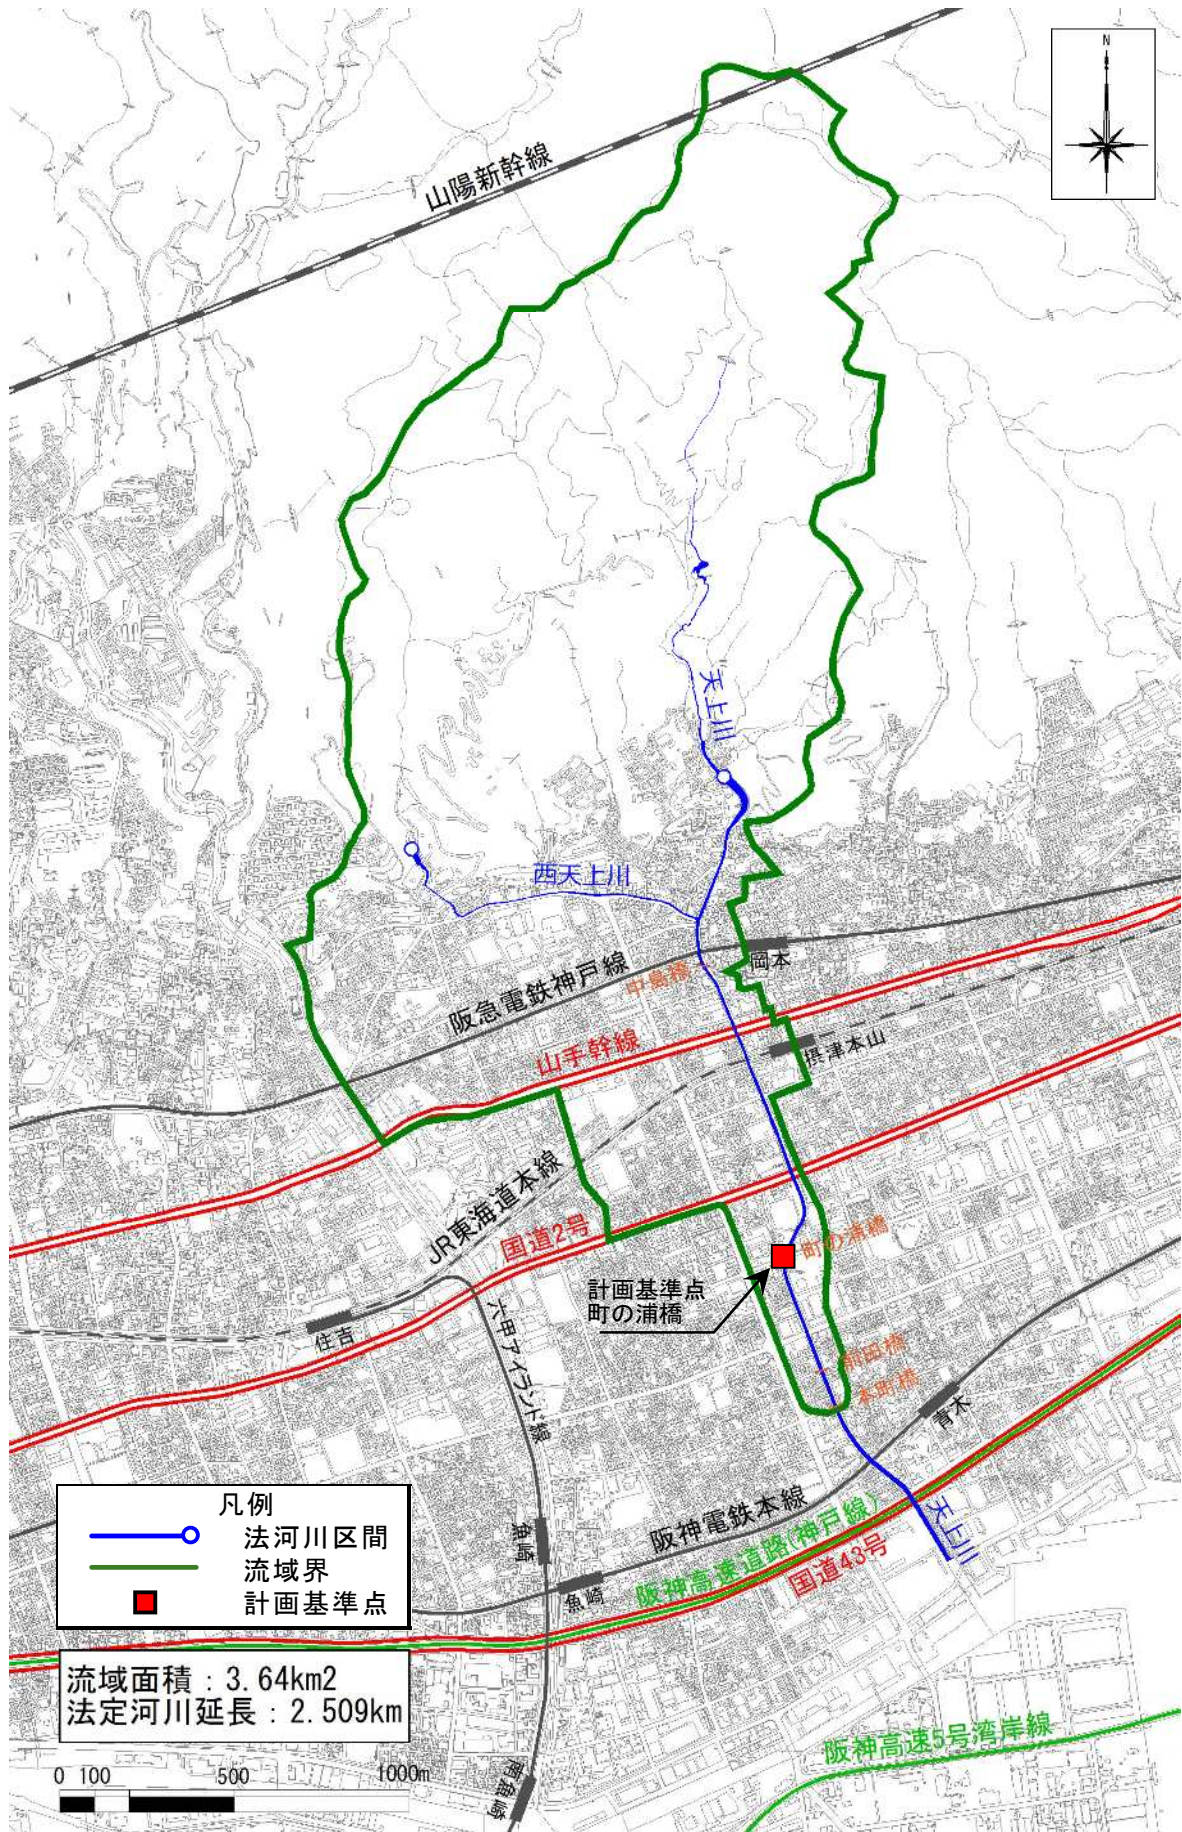 N
山陽新幹線
天上川
西天上川
岡本
中島橋
阪急電鉄神戸線
山手幹線
摂津本山
JR東海道本線
国道2号
町の浦橋
計画基準点
町の浦橋
住吉
六甲アイランド線
前田橋
本町橋
青木
天上川
阪神電鉄本線
阪神高速道路(神戸線)
国道43号
魚崎
魚崎
凡例
法河川区間
流域界
計画基準点
流域面積：3.64km2
法定河川延長：2.509km
阪神高速5号湾岸線
南魚崎
0 100 500 1000m